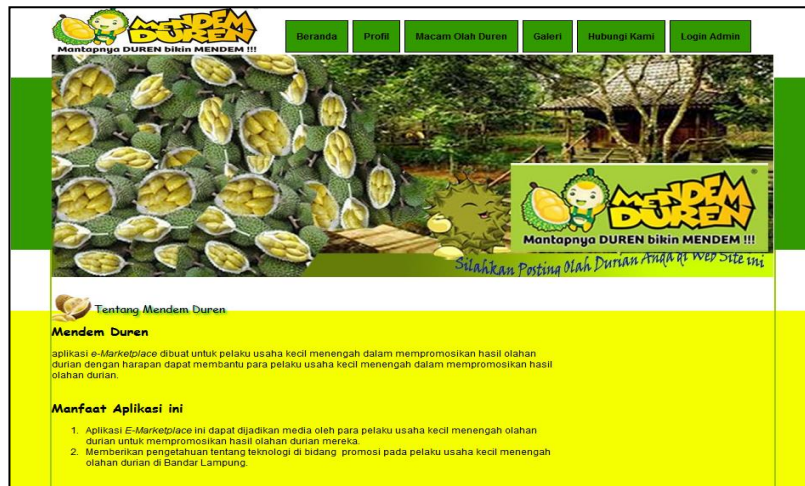 MENDEM
DUREN
Mantapnya DUREN bikin MENDEM !!!
Beranda
Profil
Macam Olah Duren
Galeri
Hubungi Kami
Login Admin
MENDEM
DUREN
®
Mantapnya DUREN bikin MENDEM !!!
Silahkan Posting Olah Durian Anda di Web Site ini
Tentang Mendem Duren
Mendem Duren
aplikasi e-Marketplace dibuat untuk pelaku usaha kecil menengah dalam mempromosikan hasil olahan
durian dengan harapan dapat membantu para pelaku usaha kecil menengah dalam mempromosikan hasil
olahan durian.
Manfaat Aplikasi ini
1. Aplikasi E-Marketplace ini dapat dijadikan media oleh para pelaku usaha kecil menengah olahan
durian untuk mempromosikan hasil olahan durian mereka.
2. Memberikan pengetahuan tentang teknologi di bidang promosi pada pelaku usaha kecil menengah
olahan durian di Bandar Lampung.